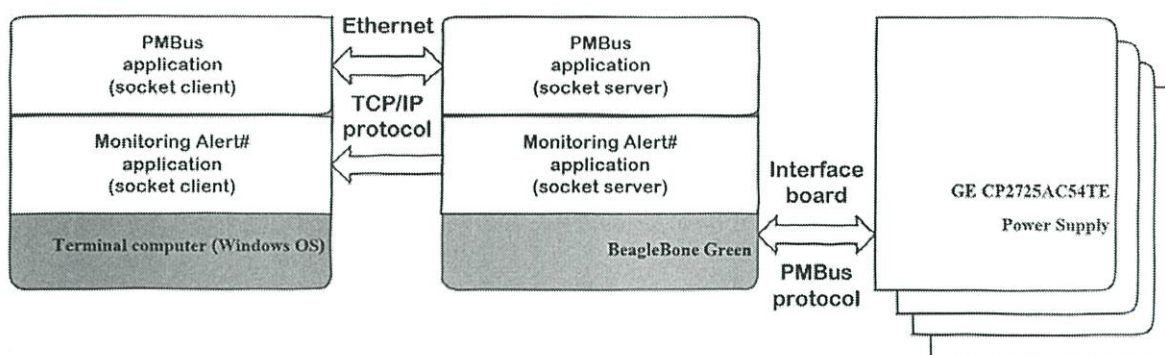 PMBus
application
(socket client)
Monitoring Alert#
application
(socket client)
Terminal computer (Windows OS)
Ethernet
TCP/IP
protocol
PMBus
application
(socket server)
Monitoring Alert#
application
(socket server)
BeagleBone Green
Interface
board
PMBus
protocol
GE CP2725AC54TE
Power Supply